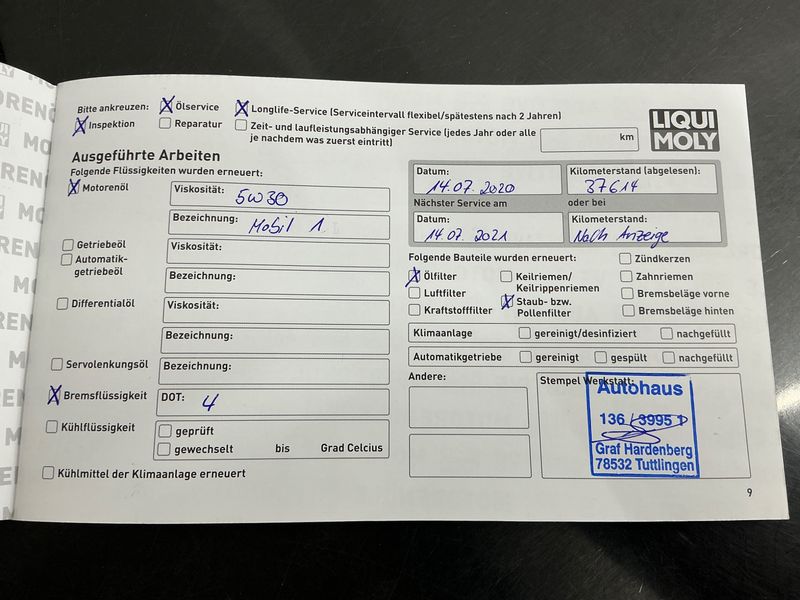 Bitte ankreuzen: X Ölservice X Longlife-Service (Serviceintervall flexibel/spätestens nach 2 Jahren)
X Inspektion Reparatur Zeit- und laufleistungsabhängiger Service (jedes Jahr oder alle km
je nachdem was zuerst eintritt)
LIQUI
MOLY
Ausgeführte Arbeiten
Folgende Flüssigkeiten wurden erneuert:
X Motorenöl Viskosität: 5W30
Bezeichnung: Mobil 1
Getriebeöl Viskosität:
Automatik-
getriebeöl
Bezeichnung:
Differentialöl Viskosität:
Bezeichnung:
Servolenkungsöl Bezeichnung:
X Bremsflüssigkeit DOT: 4
Kühlflüssigkeit geprüft
gewechselt bis Grad Celcius
Kühlmittel der Klimaanlage erneuert
Datum: Kilometerstand (abgelesen):
14.07.2020 37614
Nächster Service am oder bei
Datum: Kilometerstand:
14.07.2021 Nach Anzeige
Folgende Bauteile wurden erneuert: Zündkerzen
X Ölfilter Keilriemen/ Zahnriemen
Keilrippenriemen
Luftfilter X Staub- bzw. Bremsbeläge vorne
Pollenfilter
Kraftstofffilter Bremsbeläge hinten
Klimaanlage gereinigt/desinfiziert nachgefüllt
Automatikgetriebe gereinigt gespült nachgefüllt
Andere: Stempel Werkstatt:
Autohaus
136 / 3995 1
Graf Hardenberg
78532 Tuttlingen
9